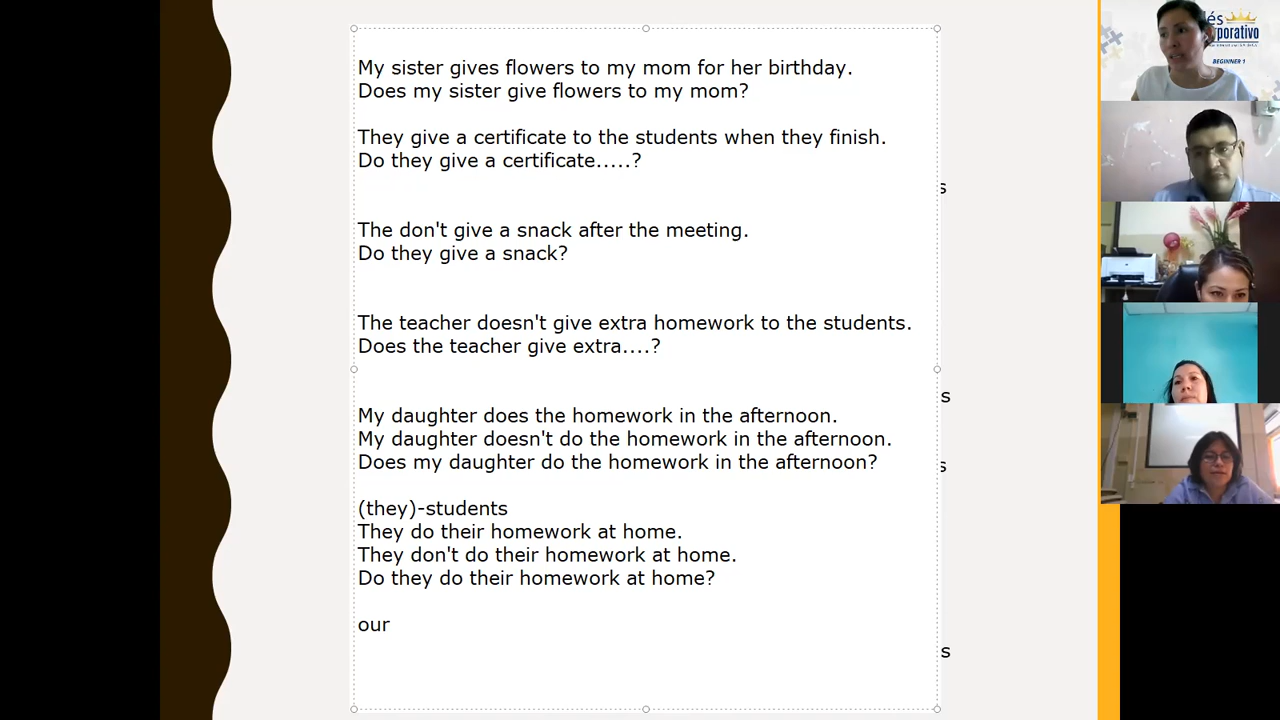 My sister gives flowers to my mom for her birthday.
Does my sister give flowers to my mom?
They give a certificate to the students when they finish.
Do they give a certificate.....?
s
The don't give a snack after the meeting.
Do they give a snack?
The teacher doesn't give extra homework to the students.
Does the teacher give extra....?
s
My daughter does the homework in the afternoon.
My daughter doesn't do the homework in the afternoon.
Does my daughter do the homework in the afternoon?
s
(they)-students
They do their homework at home.
They don't do their homework at home.
Do they do their homework at home?
our
s
és
porativo
BEGINNER 1